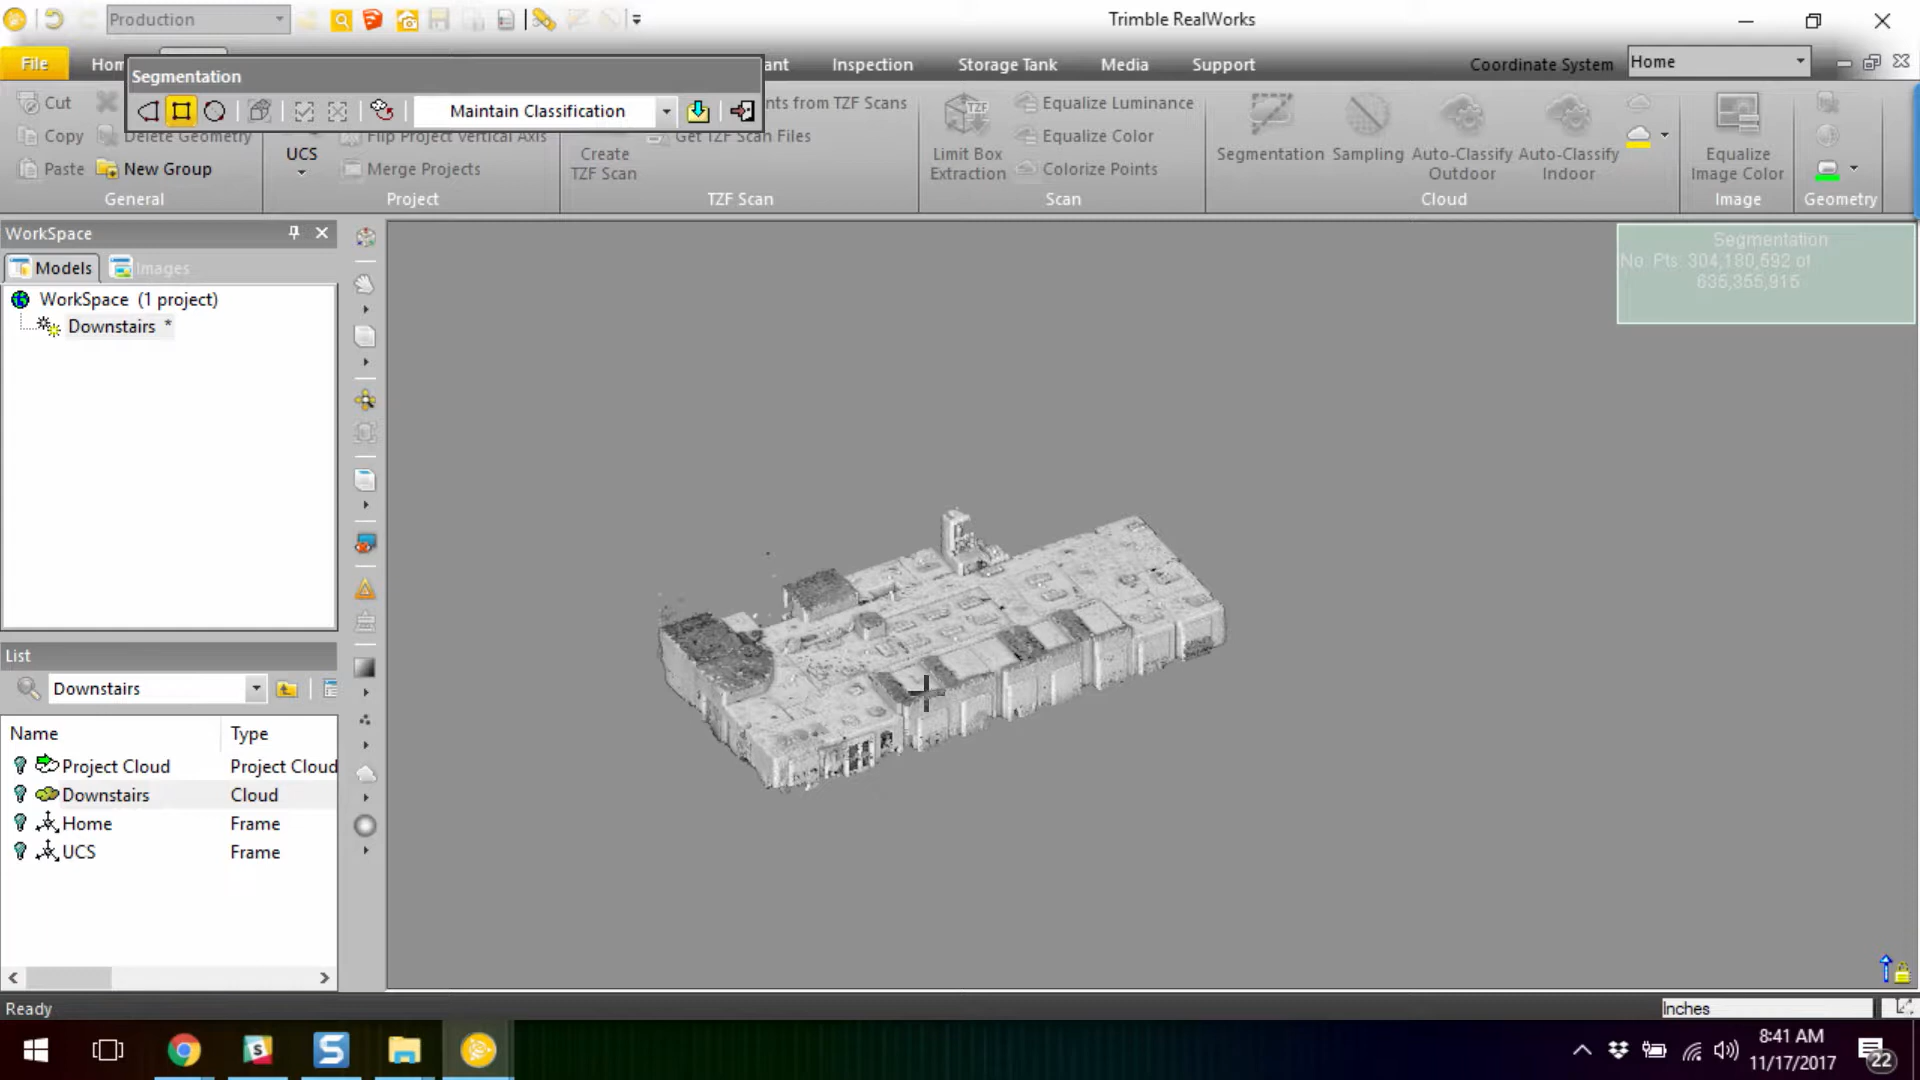 Production
Trimble RealWorks
File
Hom
ant
Inspection
Storage Tank
Media
Support
Coordinate System
Home
Segmentation
Maintain Classification
Cut
Copy
Paste
Delete Geometry
New Group
General
UCS
Flip Project Vertical Axis
Merge Projects
Project
Create
TZF Scan
nts from TZF Scans
Get TZF Scan Files
TZF Scan
Limit Box
Extraction
Equalize Luminance
Equalize Color
Colorize Points
Scan
Segmentation
Sampling
Auto-Classify
Outdoor
Auto-Classify
Indoor
Cloud
Equalize
Image Color
Image
Geometry
WorkSpace
Models
Images
WorkSpace (1 project)
Downstairs *
Segmentation
No. Pts: 304,180,592 of
635,355,915
List
Downstairs
Name
Type
Project Cloud
Project Cloud
Downstairs
Cloud
Home
Frame
UCS
Frame
Ready
Inches
8:41 AM
11/17/2017
22